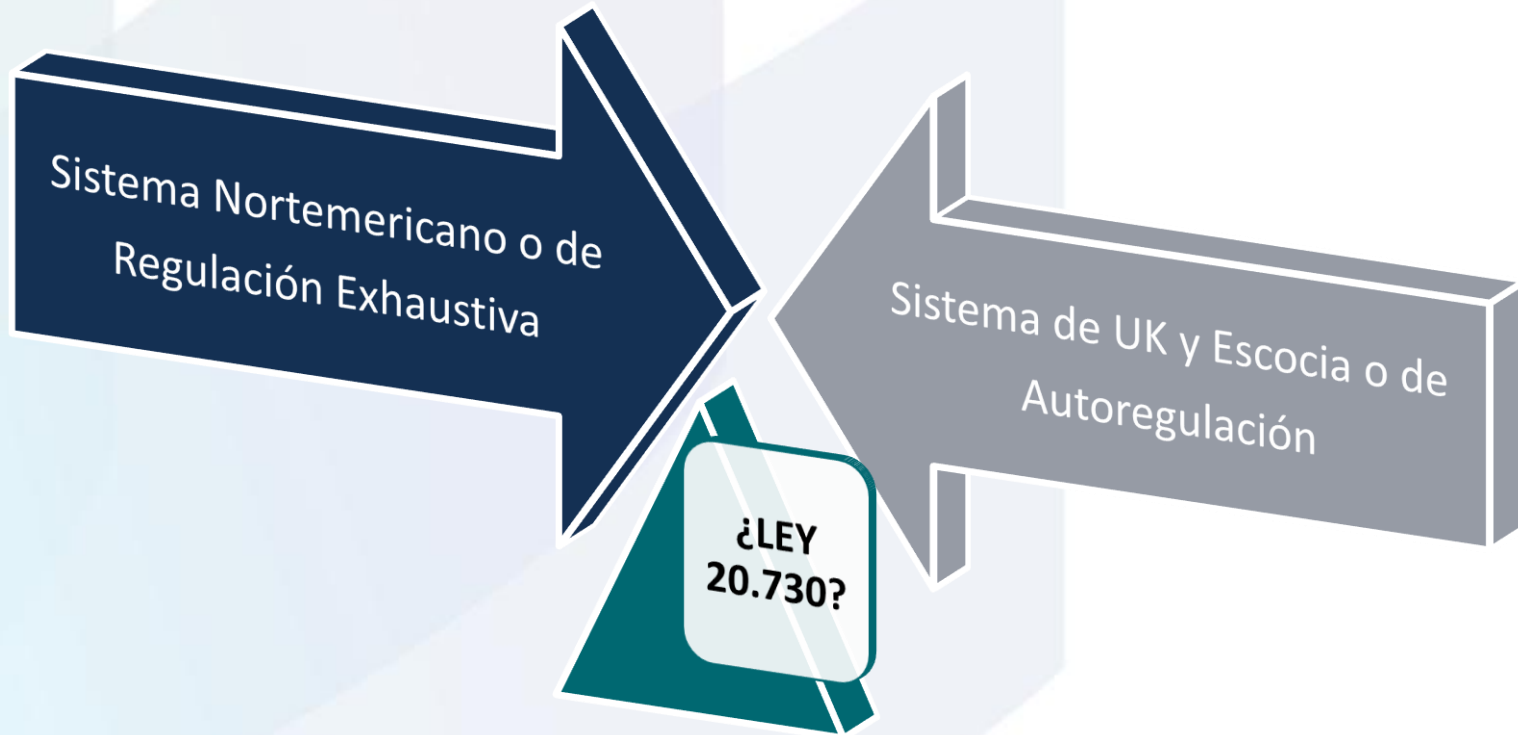 Sistema Nortemericano o de
Regulación Exhaustiva
Sistema de UK y Escocia o de
Autoregulación
¿LEY
20.730?